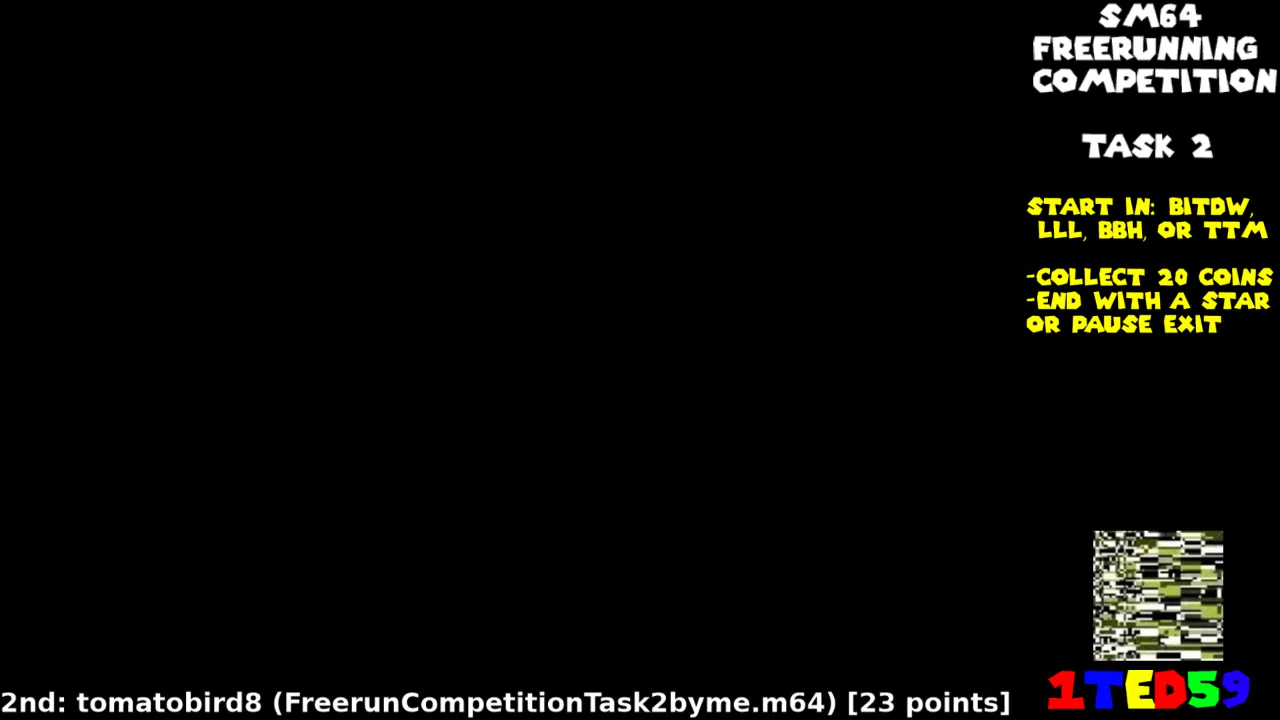 SM64
FREERUNNING
COMPETITION
TASK 2
START IN: BITDW,
LLL, BBH, OR TTM
-COLLECT 20 COINS
-END WITH A STAR
OR PAUSE EXIT
1TED59
2nd: tomatobird8 (FreerunCompetitionTask2byme.m64) [23 points]